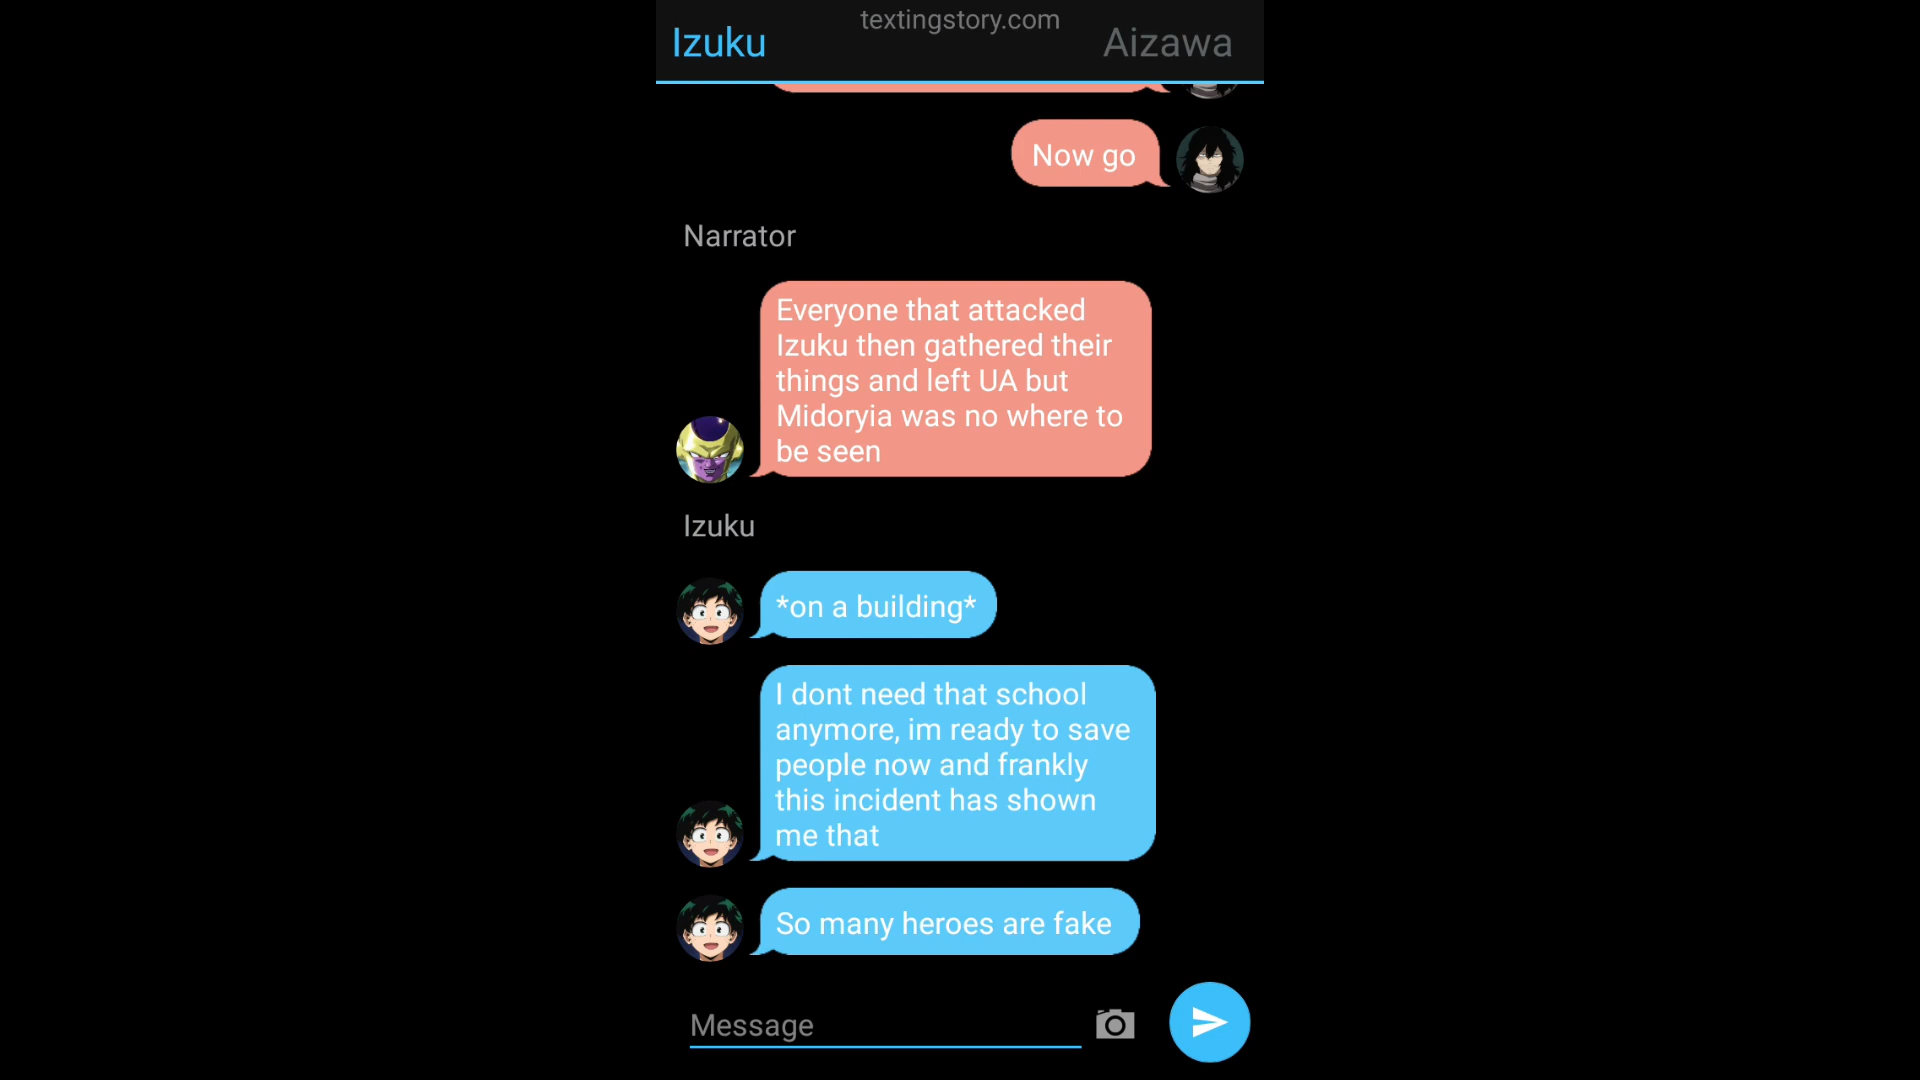 textingstory.com
Izuku
Aizawa
Now go
Narrator
Everyone that attacked
Izuku then gathered their
things and left UA but
Midoryia was no where to
be seen
Izuku
*on a building*
I dont need that school
anymore, im ready to save
people now and frankly
this incident has shown
me that
So many heroes are fake
Message